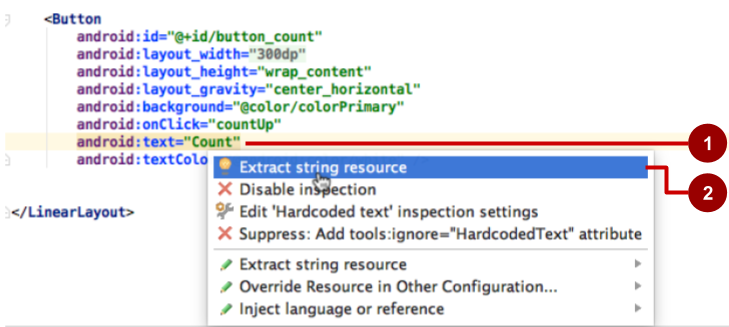 <Button
android:id="@+id/button_count"
android:layout_width="300dp"
android:layout_height="wrap_content"
android:layout_gravity="center_horizontal"
android:background="@color/colorPrimary"
android:onClick="countUp"
android:text="Count"
1
android:textColo
Extract string resource
2
Disable inspection
Edit 'Hardcoded text' inspection settings
</LinearLayout>
Suppress: Add tools:ignore="HardcodedText" attribute
Extract string resource
Override Resource in Other Configuration...
Inject language or reference